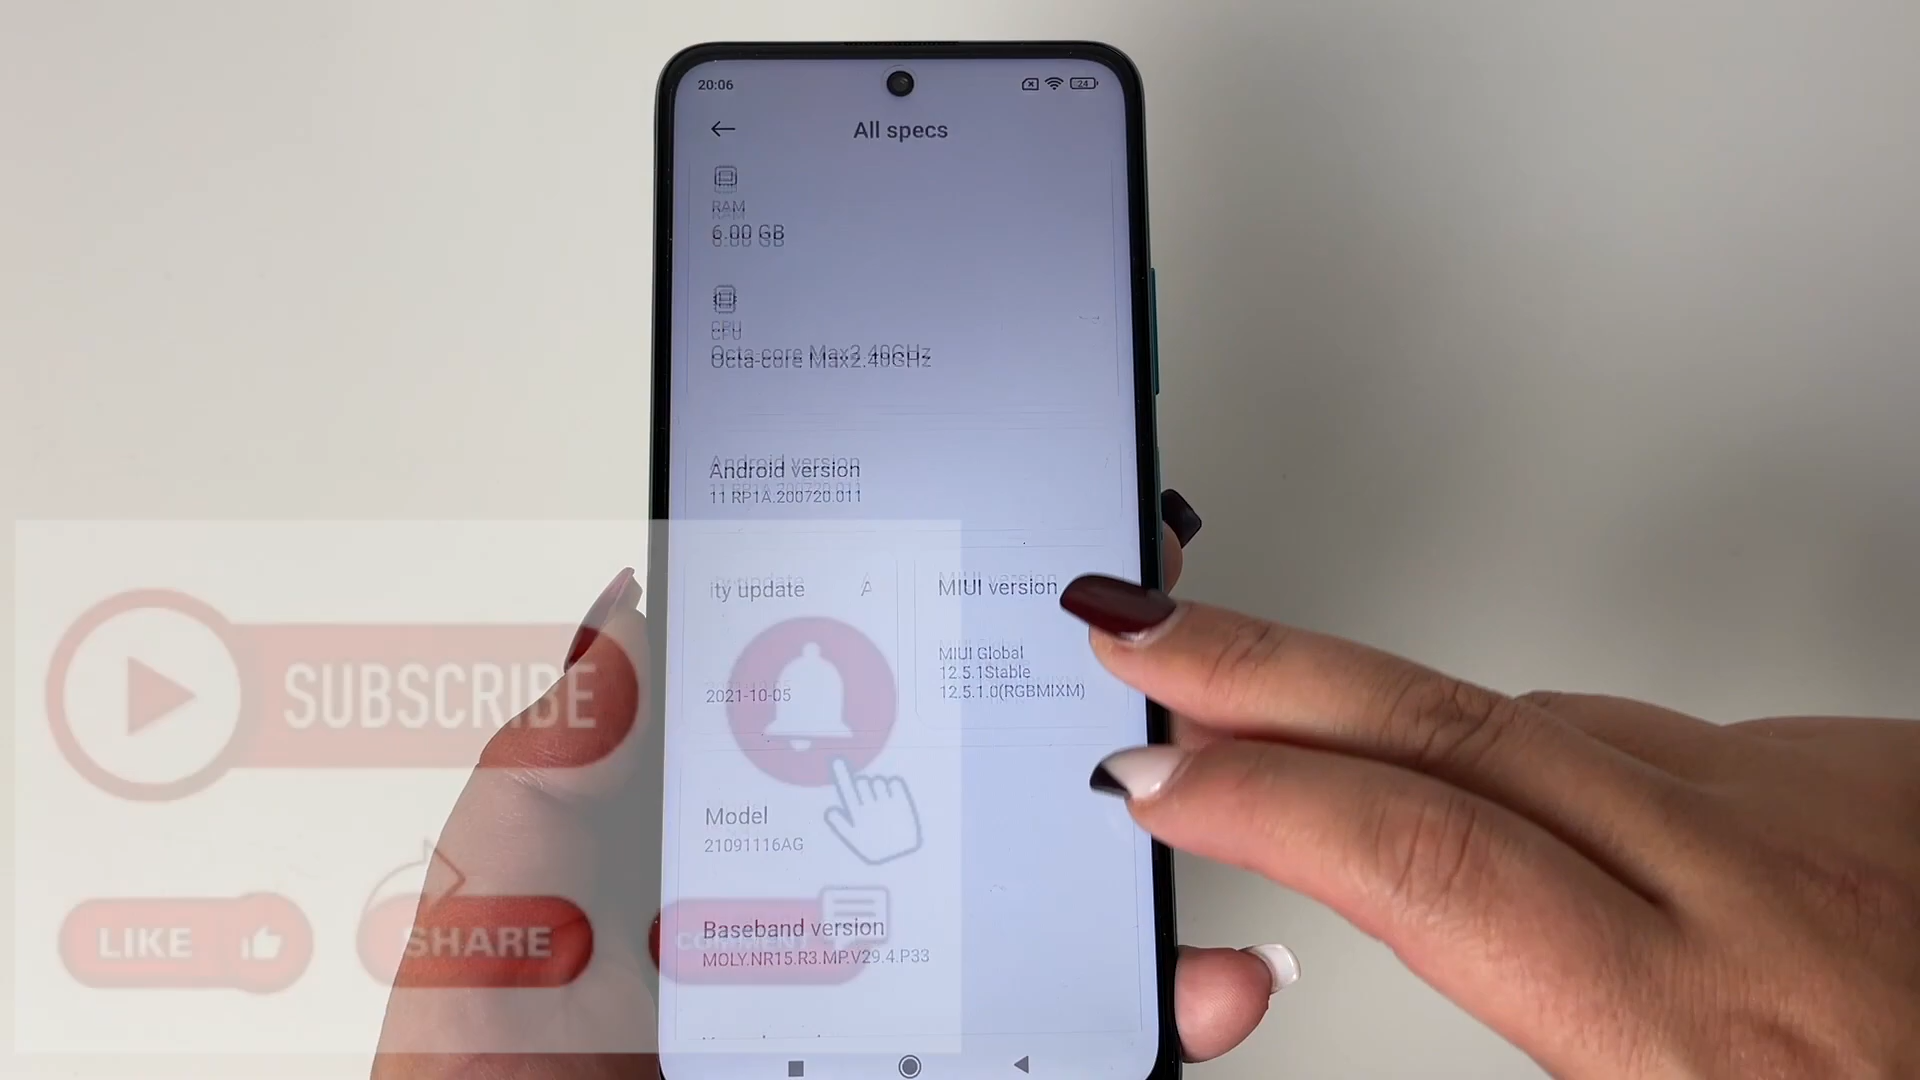 20:06
24
All specs
RAM
6.00 GB
CPU
Octa-core Max2.40GHz
Android version
11 RP1A.200720.011
ity update
A
MIUI version
2021-10-05
MIUI Global
12.5.1Stable
12.5.1.0(RGBMIXM)
SUBSCRIBE
Model
21091116AG
Baseband version
MOLY.NR15.R3.MP.V29.4.P33
LIKE
SHARE
COMMENT